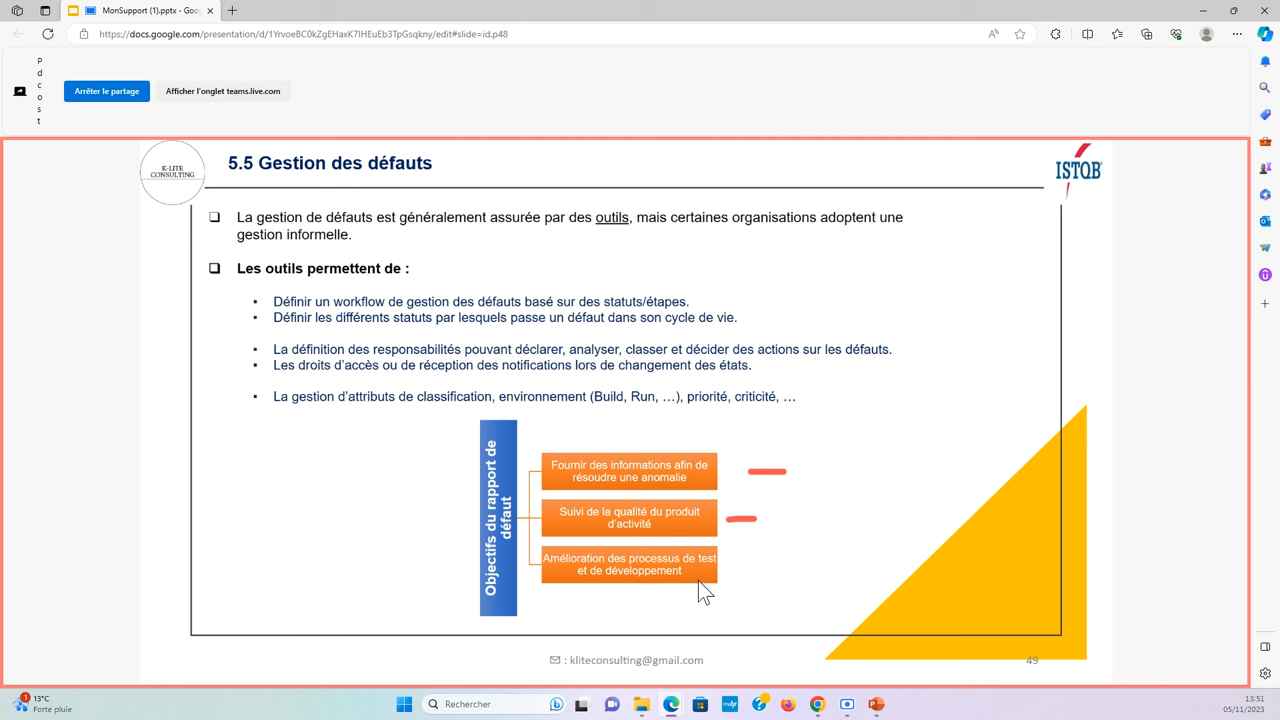 MonSupport (1).pptx - Goo
https://docs.google.com/presentation/d/1YrvoeBC0kZgEHaxK7IHEuEb3TpGsqkny/edit#slide=id.p48
P
d
c
o
s
t
Arrêter le partage
Afficher l'onglet teams.live.com
K-LITE
CONSULTING
5.5 Gestion des défauts
ISTQB
La gestion de défauts est généralement assurée par des outils, mais certaines organisations adoptent une
gestion informelle.
Les outils permettent de :
Définir un workflow de gestion des défauts basé sur des statuts/étapes.
Définir les différents statuts par lesquels passe un défaut dans son cycle de vie.
La définition des responsabilités pouvant déclarer, analyser, classer et décider des actions sur les défauts.
Les droits d'accès ou de réception des notifications lors de changement des états.
La gestion d'attributs de classification, environnement (Build, Run, …), priorité, criticité, …
Objectifs du rapport de
défaut
Fournir des informations afin de
résoudre une anomalie
Suivi de la qualité du produit
d'activité
Amélioration des processus de test
et de développement
: kliteconsulting@gmail.com
49
1
13°C
Forte pluie
Rechercher
13:51
05/11/2023